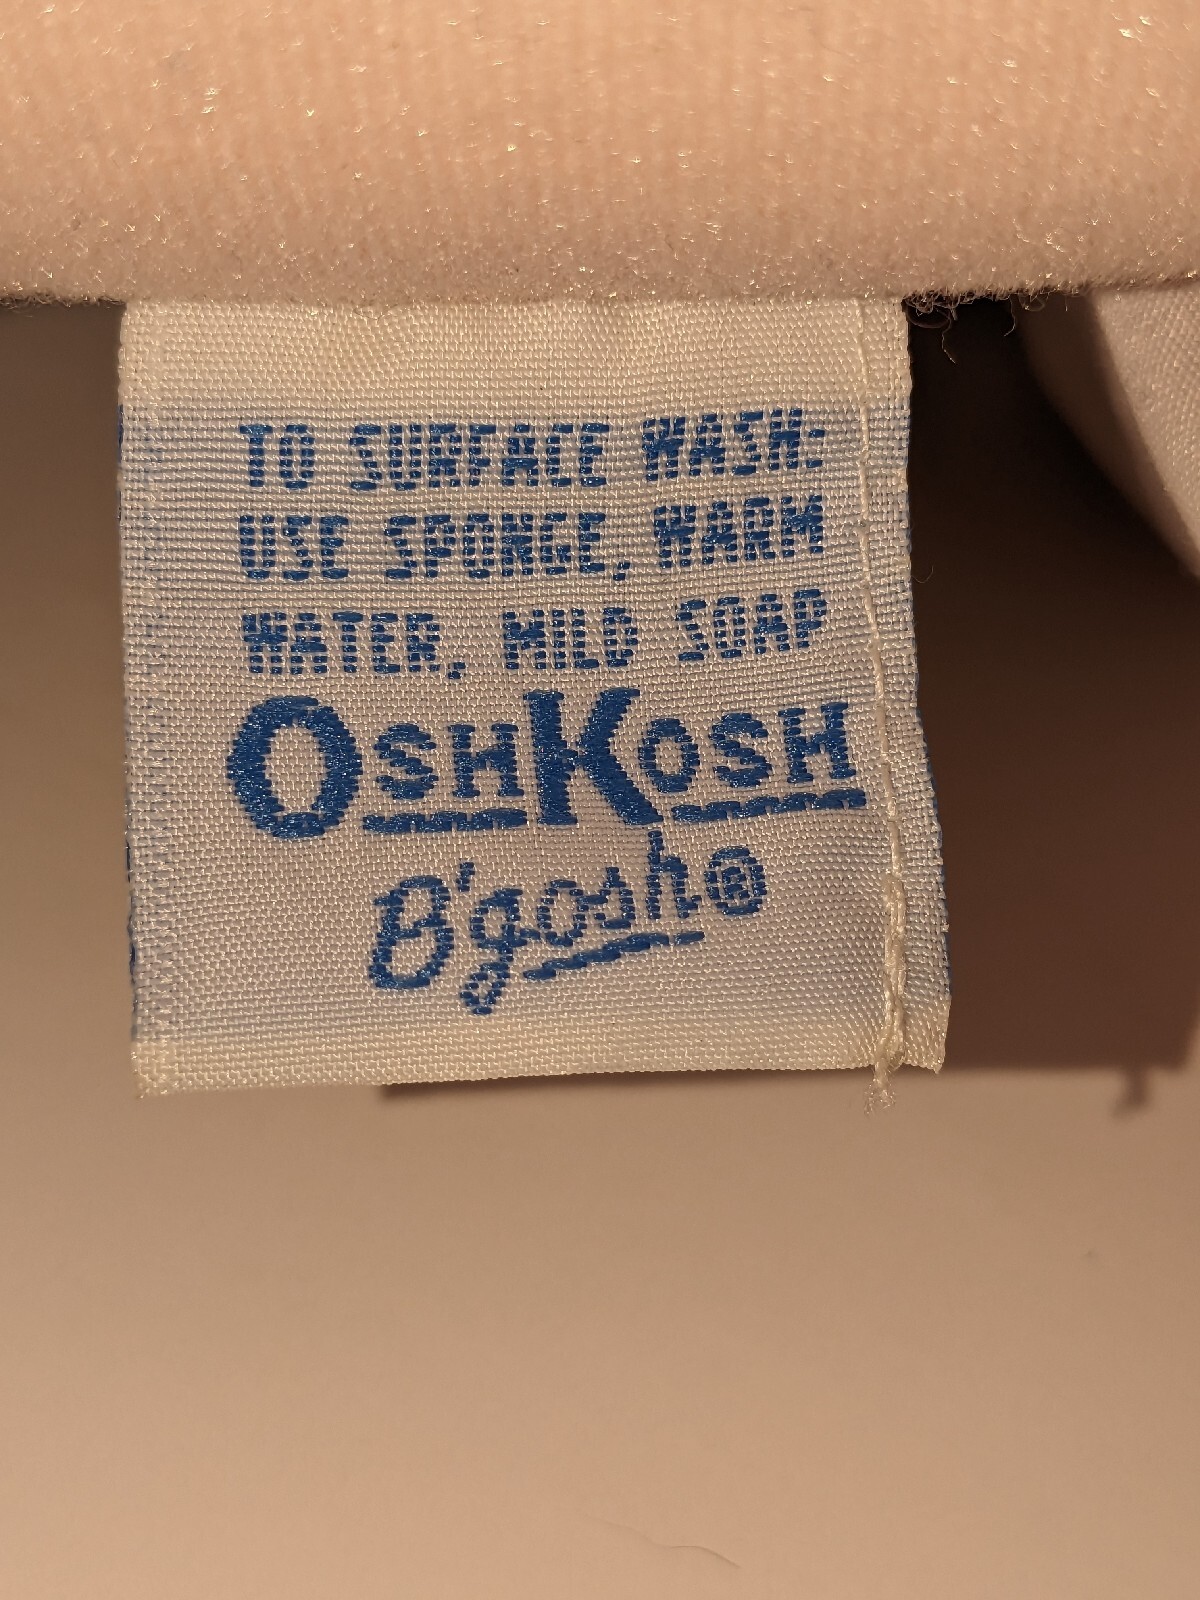 TO SURFACE WASH:
USE SPONGE, WARM
WATER, MILD SOAP
OSHKOSH
B'gosh®